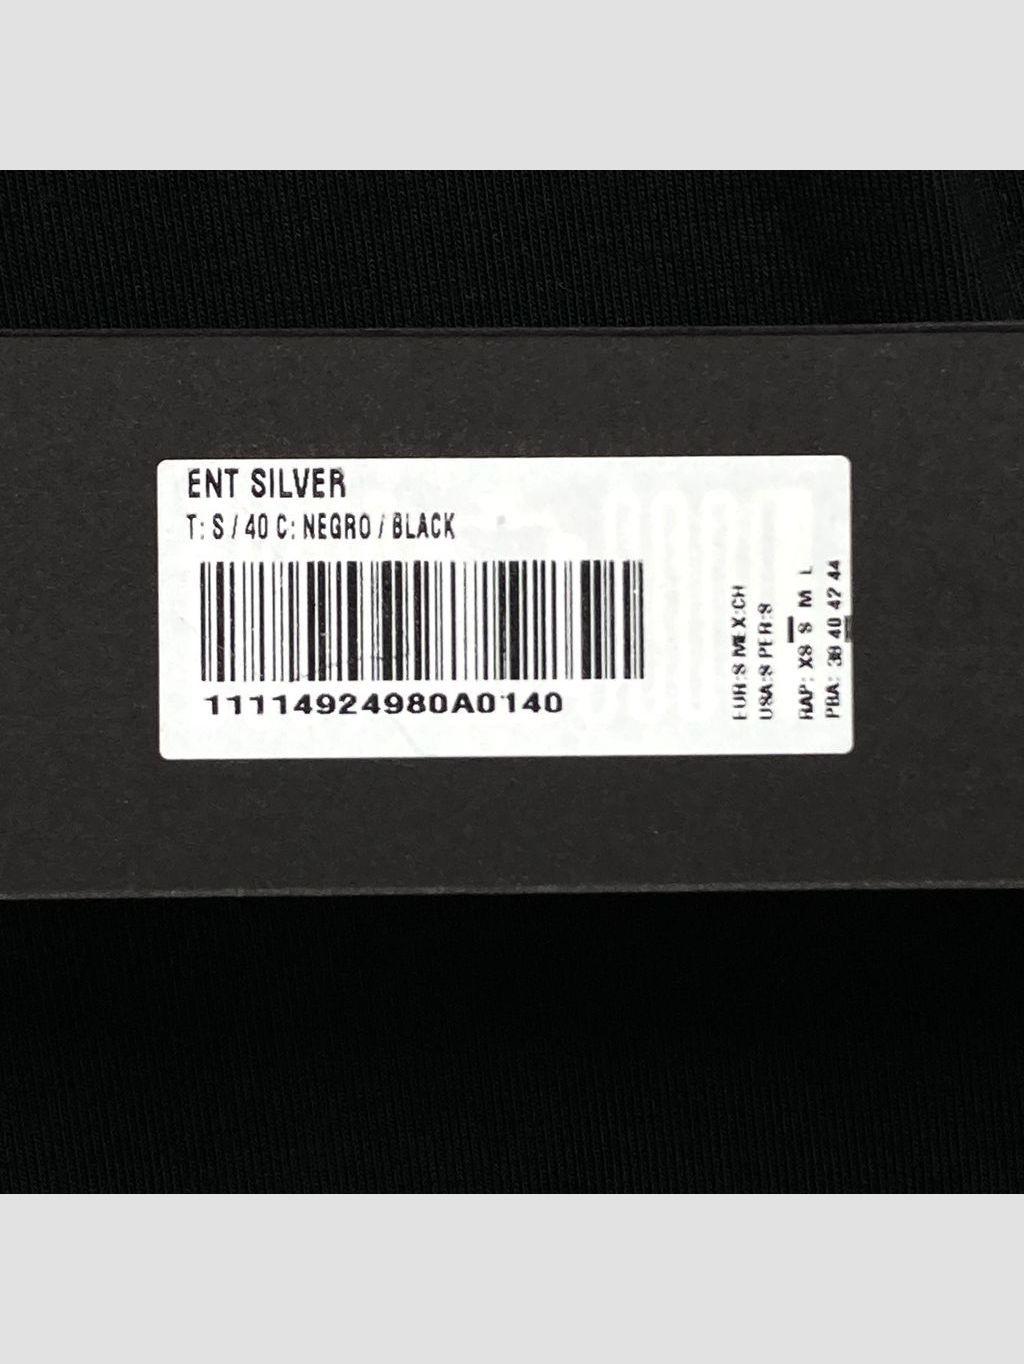 ENT SILVER
T: S / 40 C: NEGRO / BLACK
11114924980A0140
EUR:S MEX:CH
USA:S PER:S
RAP: XS S M L
PBA: 38 40 42 44